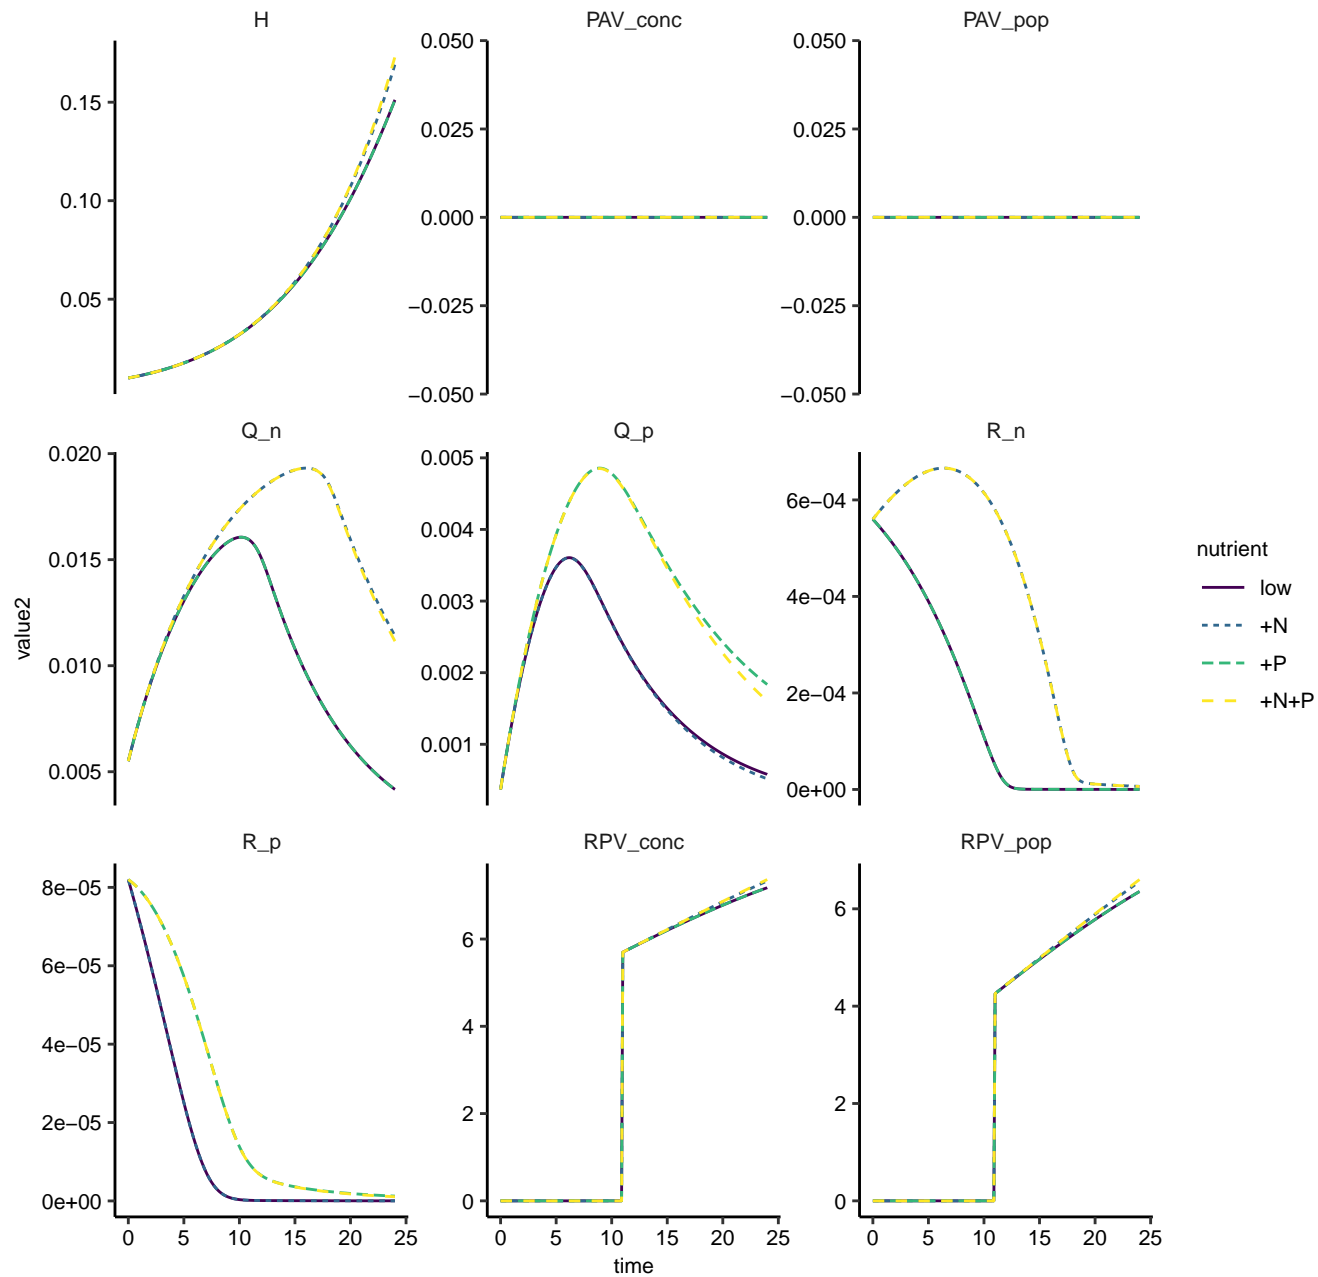 H
PAV_conc
PAV_pop
0.15
0.10
0.05
0.050
0.025
0.000
−0.025
−0.050
0.050
0.025
0.000
−0.025
−0.050
Q_n
Q_p
R_n
0.020
0.015
0.010
0.005
0.005
0.004
0.003
0.002
0.001
6e−04
4e−04
2e−04
0e+00
value2
nutrient
low
+N
+P
+N+P
R_p
RPV_conc
RPV_pop
8e−05
6e−05
4e−05
2e−05
0e+00
6
4
2
0
6
4
2
0
0 5 10 15 20 25
0 5 10 15 20 25
0 5 10 15 20 25
time